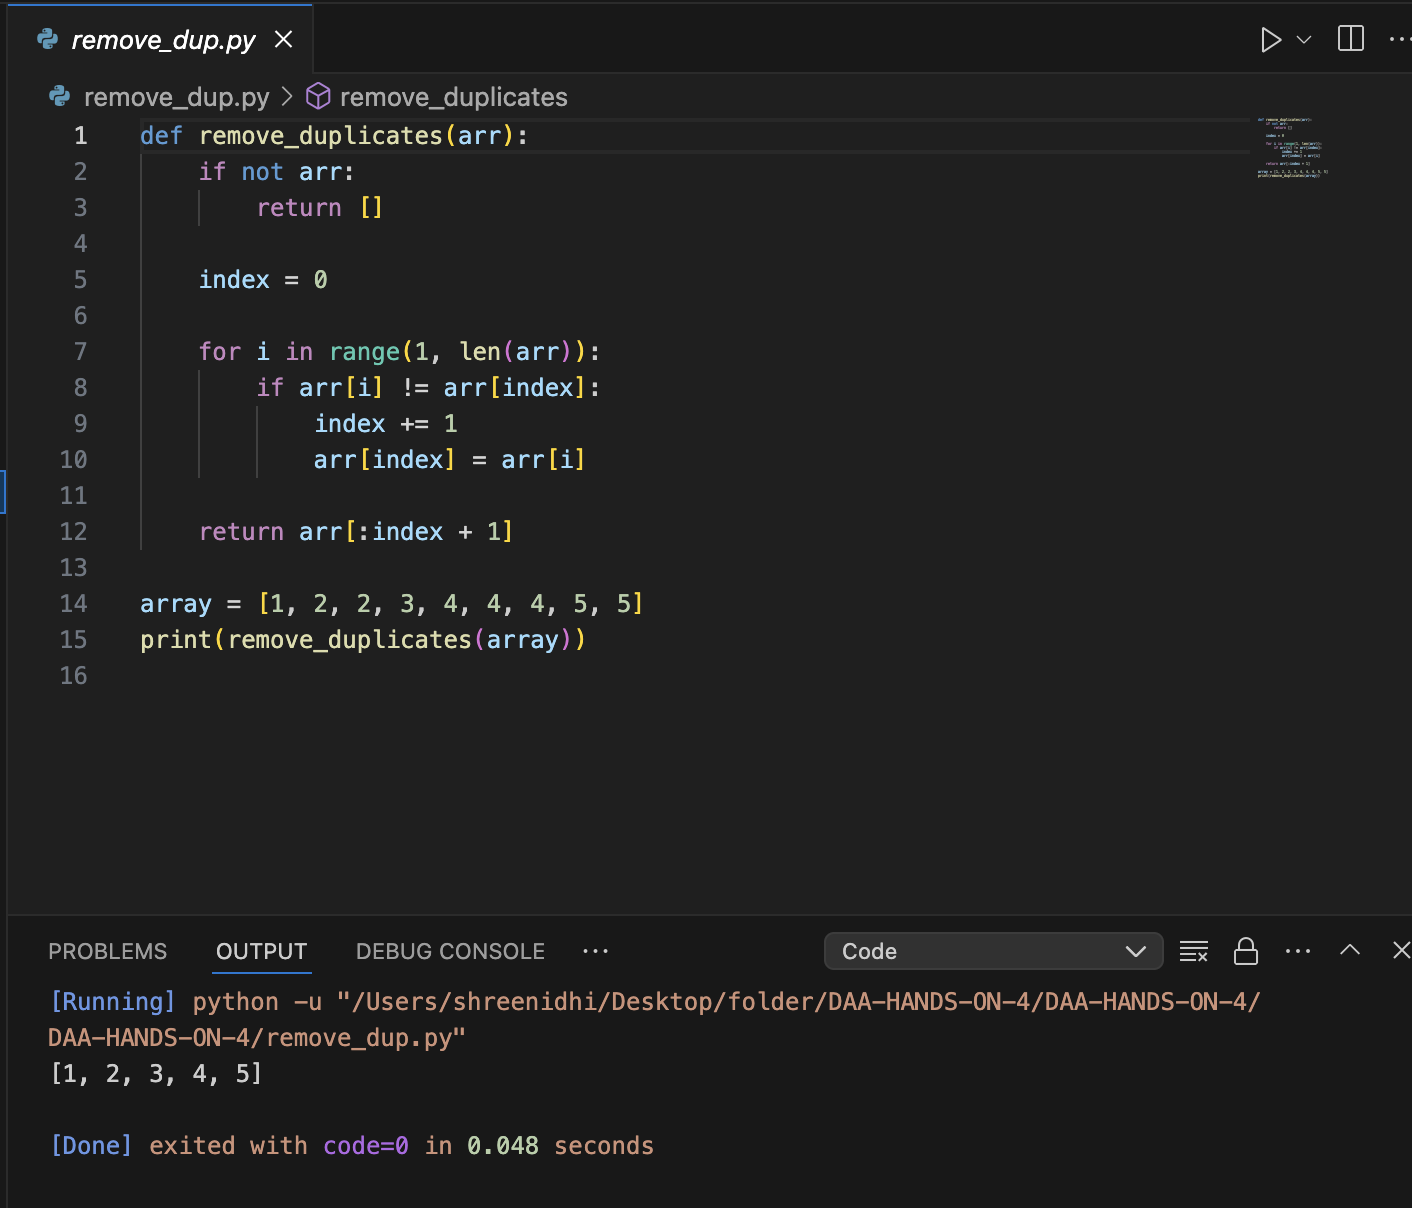 remove_dup.py
remove_dup.py > remove_duplicates
1 def remove_duplicates(arr):
2     if not arr:
3         return []
4
5     index = 0
6
7     for i in range(1, len(arr)):
8         if arr[i] != arr[index]:
9             index += 1
10             arr[index] = arr[i]
11
12     return arr[:index + 1]
13
14 array = [1, 2, 2, 3, 4, 4, 4, 5, 5]
15 print(remove_duplicates(array))
16
PROBLEMS OUTPUT DEBUG CONSOLE ··· Code
[Running] python -u "/Users/shreenidhi/Desktop/folder/DAA-HANDS-ON-4/DAA-HANDS-ON-4/
DAA-HANDS-ON-4/remove_dup.py"
[1, 2, 3, 4, 5]
[Done] exited with code=0 in 0.048 seconds